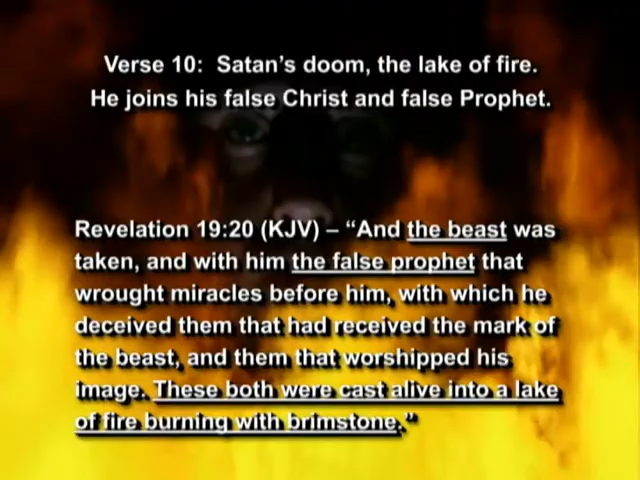 Verse 10:  Satan's doom, the lake of fire.
He joins his false Christ and false Prophet.
Revelation 19:20 (KJV) – “And the beast was
taken, and with him the false prophet that
wrought miracles before him, with which he
deceived them that had received the mark of
the beast, and them that worshipped his
image. These both were cast alive into a lake
of fire burning with brimstone.”